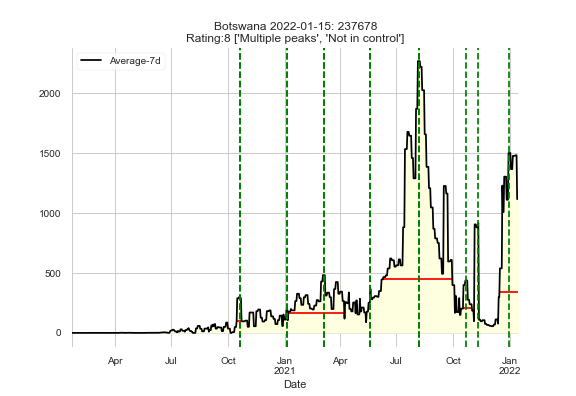 Botswana 2022-01-15: 237678
Rating:8 ['Multiple peaks', 'Not in control']
Average-7d
2000
1500
1000
500
0
Apr Jul Oct Jan Apr Jul Oct Jan
2021 2022
Date